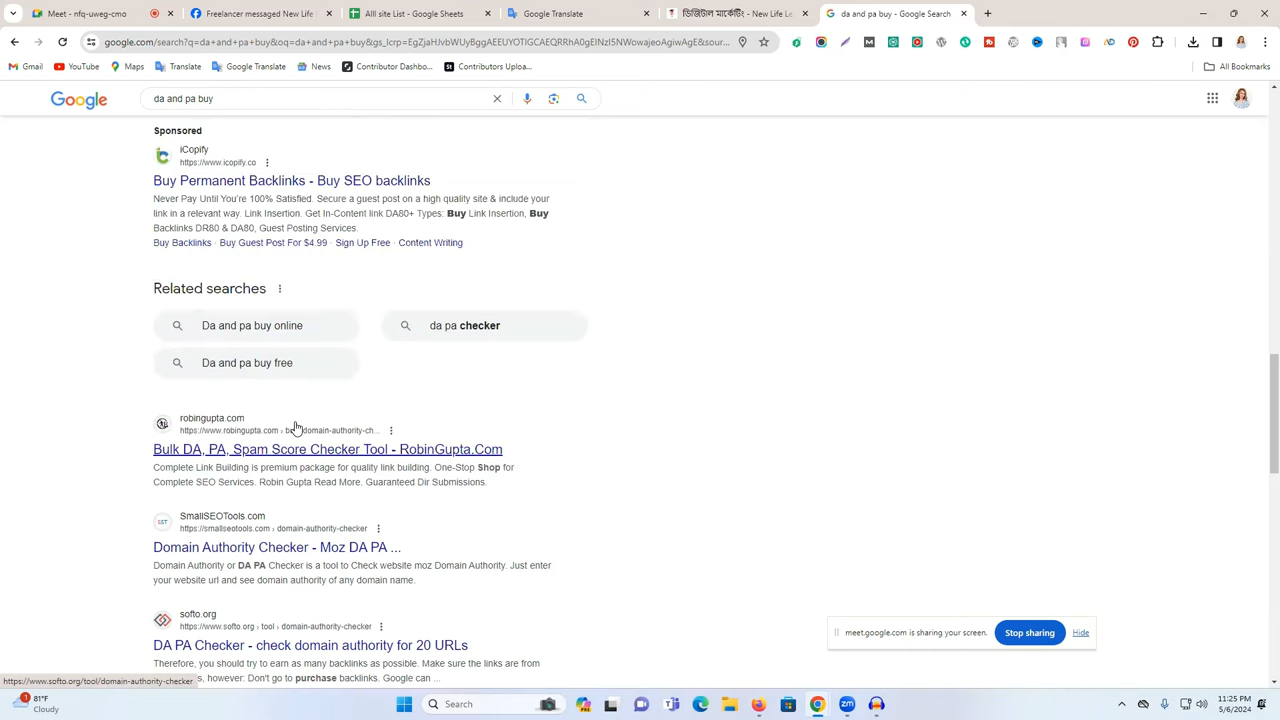 Meet - nfq-uweg-cmo
Freelancer messaged New Life
Alll site List - Google Sheets
Google Translate
ডিজিটাল মার্কেটিং - New Life Le
da and pa buy - Google Search
google.com/search?q=da+and+pa+buy&oq=da+and+pa+buy&gs_lcrp=EgZjaHJvbWUyBggAEEUYOTIGCAEQRRhA0gEINzI5NWowajeoAgiwAgE&sour...
Gmail
YouTube
Maps
Translate
Google Translate
News
Contributor Dashbo...
Contributors Uploa...
All Bookmarks
Google
da and pa buy
Sponsored
iCopify
https://www.icopify.co
Buy Permanent Backlinks - Buy SEO backlinks
Never Pay Until You're 100% Satisfied. Secure a guest post on a high quality site & include your
link in a relevant way. Link Insertion. Get In-Content link DA80+ Types: Buy Link Insertion, Buy
Backlinks DR80 & DA80, Guest Posting Services.
Buy Backlinks · Buy Guest Post For $4.99 · Sign Up Free · Content Writing
Related searches
Da and pa buy online
da pa checker
Da and pa buy free
robingupta.com
https://www.robingupta.com › domain-authority-ch...
Bulk DA, PA, Spam Score Checker Tool - RobinGupta.Com
Complete Link Building is premium package for quality link building. One-Stop Shop for
Complete SEO Services. Robin Gupta Read More. Guaranteed Dir Submissions.
SmallSEOTools.com
https://smallseotools.com › domain-authority-checker
Domain Authority Checker - Moz DA PA ...
Domain Authority or DA PA Checker is a tool to Check website moz Domain Authority. Just enter
your website url and see domain authority of any domain name.
softo.org
https://www.softo.org › tool › domain-authority-checker
DA PA Checker - check domain authority for 20 URLs
Therefore, you should try to earn as many backlinks as possible. Make sure the links are from
s, however: Don't go to purchase backlinks. Google can ...
https://www.softo.org/tool/domain-authority-checker
meet.google.com is sharing your screen.
Stop sharing
Hide
1
81°F
Cloudy
Search
11:25 PM
5/6/2024